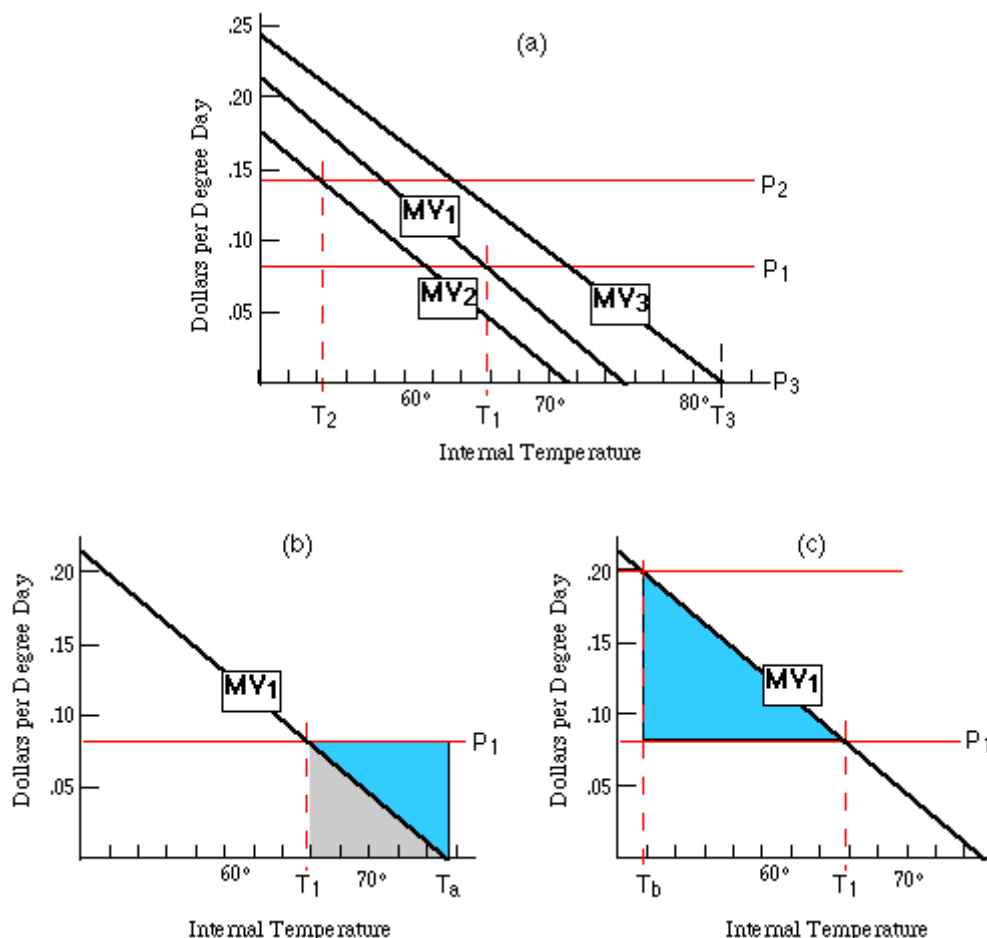 (a)
Dollars per Degree Day
.25
.20
.15
.10
.05
P2
P1
P3
MV1
MV2
MV3
60° 70° 80°
T2 T1 T3
Internal Temperature
(b)
Dollars per Degree Day
.20
.15
.10
.05
MV1
P1
60° 70°
T1 Ta
Internal Temperature
(c)
Dollars per Degree Day
.20
.15
.10
.05
MV1
P1
60° 70°
Tb T1
Internal Temperature